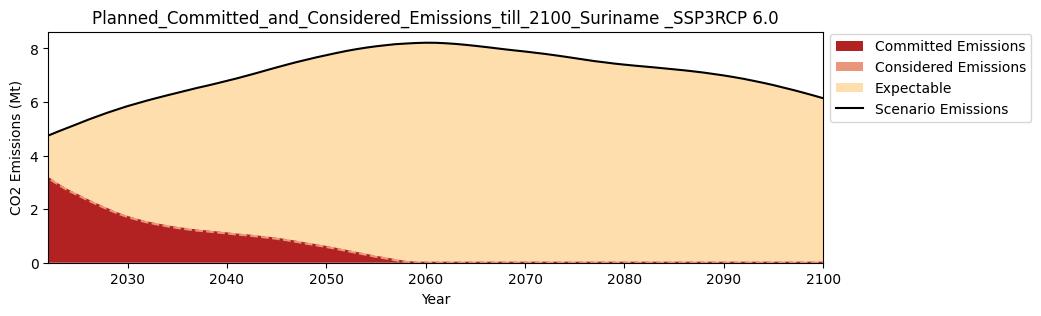 Planned_Committed_and_Considered_Emissions_till_2100_Suriname _SSP3RCP 6.0
Committed Emissions
Considered Emissions
Expectable
Scenario Emissions
CO2 Emissions (Mt)
8
6
4
2
0
2030 2040 2050 2060 2070 2080 2090 2100
Year